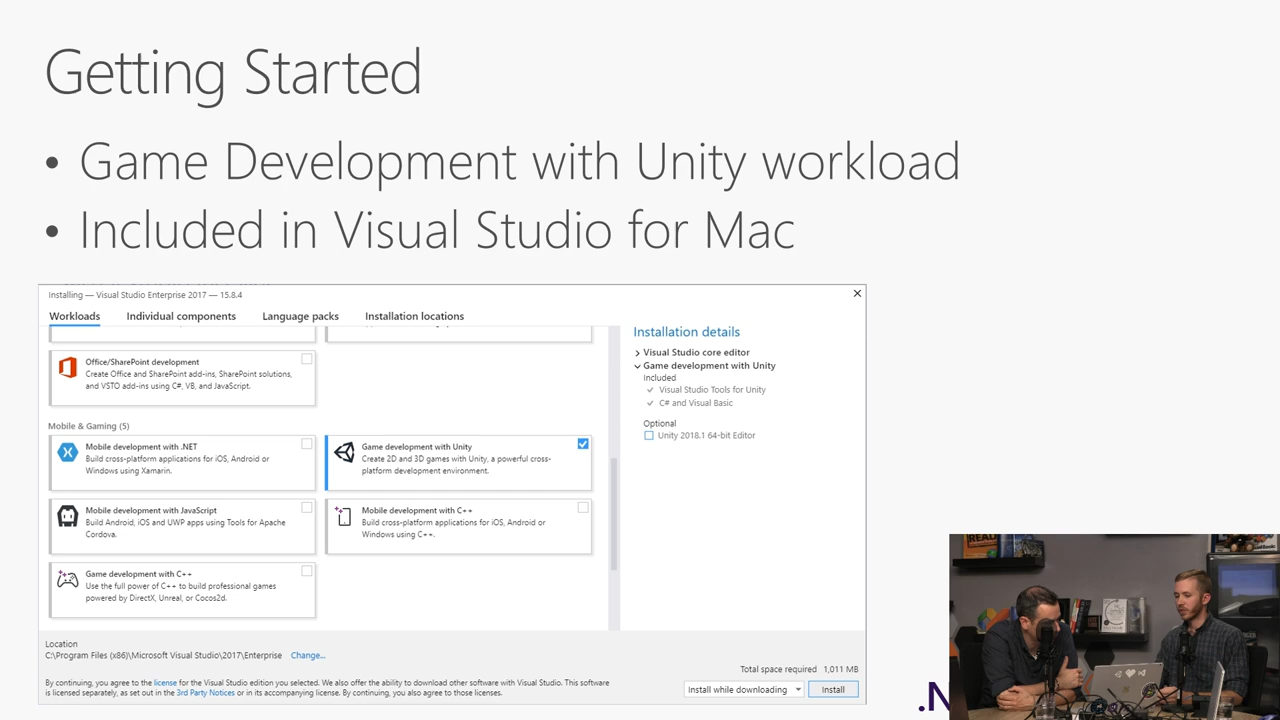 Getting Started
• Game Development with Unity workload
• Included in Visual Studio for Mac
Installing — Visual Studio Enterprise 2017 — 15.8.4
Workloads Individual components Language packs Installation locations
Office/SharePoint development
Create Office and SharePoint add-ins, SharePoint solutions,
and VSTO add-ins using C#, VB, and JavaScript.
Mobile & Gaming (5)
Mobile development with .NET
Build cross-platform applications for iOS, Android or
Windows using Xamarin.
Game development with Unity
Create 2D and 3D games with Unity, a powerful cross-
platform development environment.
Mobile development with JavaScript
Build Android, iOS and UWP apps using Tools for Apache
Cordova.
Mobile development with C++
Build cross-platform applications for iOS, Android or
Windows using C++.
Game development with C++
Use the full power of C++ to build professional games
powered by DirectX, Unreal, or Cocos2d.
Installation details
Visual Studio core editor
Game development with Unity
Included
Visual Studio Tools for Unity
C# and Visual Basic
Optional
Unity 2018.1 64-bit Editor
Location
C:\Program Files (x86)\Microsoft Visual Studio\2017\Enterprise Change...
By continuing, you agree to the license for the Visual Studio edition you selected. We also offer the ability to download other software with Visual Studio. This software
is licensed separately, as set out in the 3rd Party Notices or in its accompanying license. By continuing, you also agree to those licenses.
Total space required 1,011 MB
Install while downloading Install
.N
READ